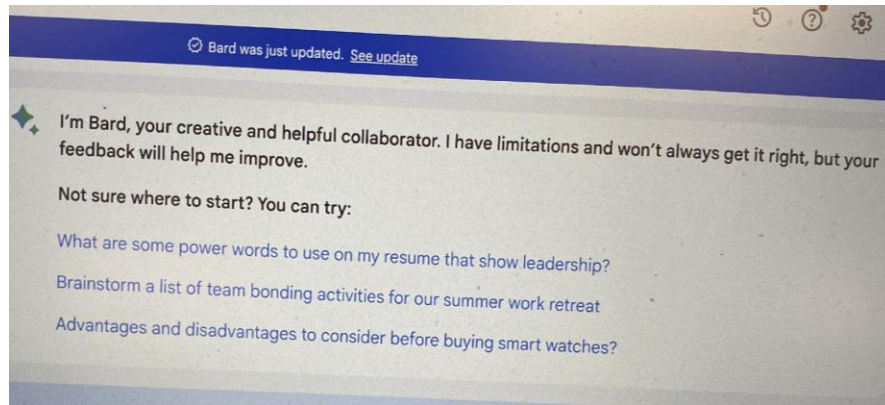 Bard was just updated. See update
I'm Bard, your creative and helpful collaborator. I have limitations and won't always get it right, but your
feedback will help me improve.
Not sure where to start? You can try:
What are some power words to use on my resume that show leadership?
Brainstorm a list of team bonding activities for our summer work retreat
Advantages and disadvantages to consider before buying smart watches?